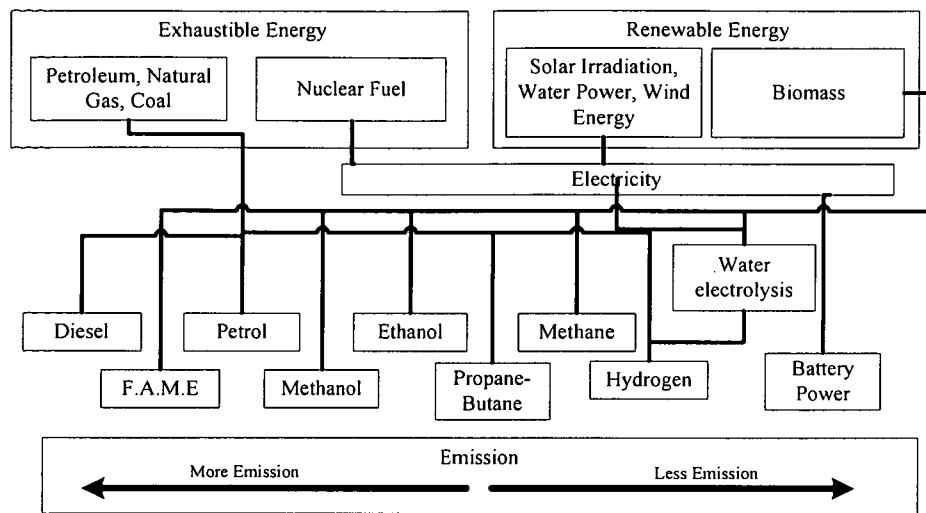 Exhaustible Energy
Renewable Energy
Petroleum, Natural
Gas, Coal
Nuclear Fuel
Solar Irradiation,
Water Power, Wind
Energy
Biomass
Electricity
Water
electrolysis
Diesel
Petrol
Ethanol
Methane
F.A.M.E
Methanol
Propane-
Butane
Hydrogen
Battery
Power
Emission
More Emission
Less Emission